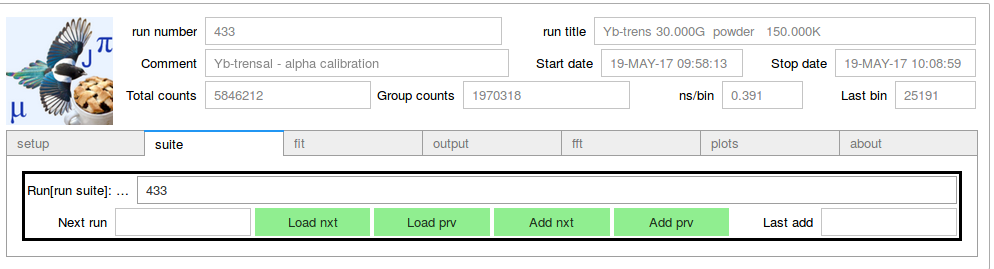 μ J π
run number 433 run title Yb-trens 30.000G powder 150.000K
Comment Yb-trensal - alpha calibration Start date 19-MAY-17 09:58:13 Stop date 19-MAY-17 10:08:59
Total counts 5846212 Group counts 1970318 ns/bin 0.391 Last bin 25191
setup suite fit output fft plots about
Run[run suite]: ... 433
Next run Load nxt Load prv Add nxt Add prv Last add